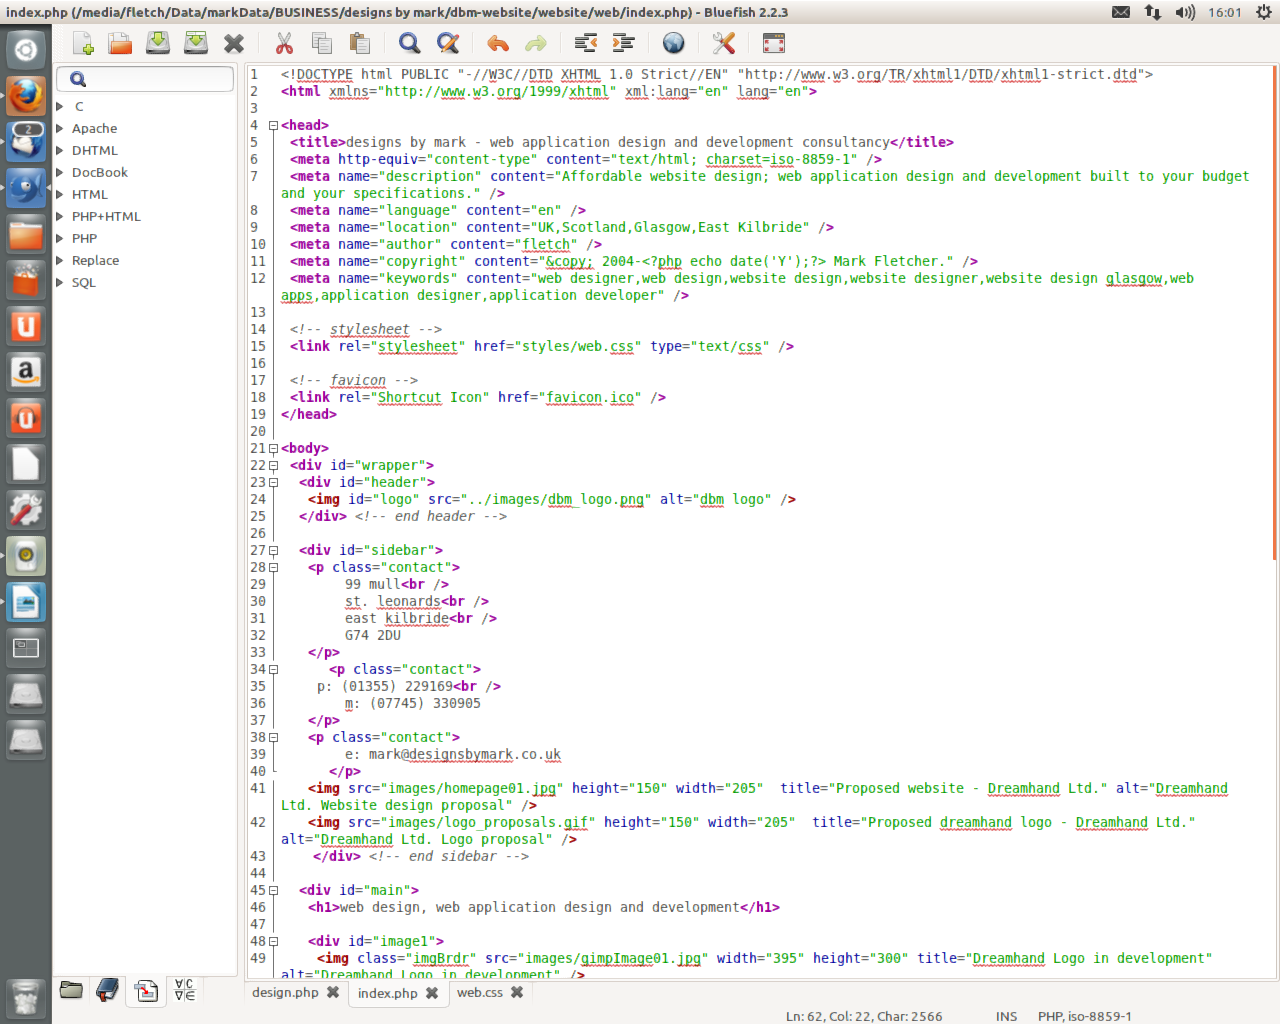 index.php (/media/fletch/Data/markData/BUSINESS/designs by mark/dbm-website/website/web/index.php) - Bluefish 2.2.3
16:01
2
C
Apache
DHTML
DocBook
HTML
PHP+HTML
PHP
Replace
SQL
1 <!DOCTYPE html PUBLIC "-//W3C//DTD XHTML 1.0 Strict//EN" "http://www.w3.org/TR/xhtml1/DTD/xhtml1-strict.dtd">
2 <html xmlns="http://www.w3.org/1999/xhtml" xml:lang="en" lang="en">
3
4 <head>
5 <title>designs by mark - web application design and development consultancy</title>
6 <meta http-equiv="content-type" content="text/html; charset=iso-8859-1" />
7 <meta name="description" content="Affordable website design; web application design and development built to your budget
and your specifications." />
8 <meta name="language" content="en" />
9 <meta name="location" content="UK,Scotland,Glasgow,East Kilbride" />
10 <meta name="author" content="fletch" />
11 <meta name="copyright" content="&copy; 2004-<?php echo date('Y');?> Mark Fletcher." />
12 <meta name="keywords" content="web designer,web design,website design,website designer,website design glasgow,web
apps,application designer,application developer" />
13
14 <!-- stylesheet -->
15 <link rel="stylesheet" href="styles/web.css" type="text/css" />
16
17 <!-- favicon -->
18 <link rel="Shortcut Icon" href="favicon.ico" />
19 </head>
20
21 <body>
22 <div id="wrapper">
23 <div id="header">
24 <img id="logo" src="../images/dbm_logo.png" alt="dbm logo" />
25 </div> <!-- end header -->
26
27 <div id="sidebar">
28 <p class="contact">
29 99 mull<br />
30 st. leonards<br />
31 east kilbride<br />
32 G74 2DU
33 </p>
34 <p class="contact">
35 p: (01355) 229169<br />
36 m: (07745) 330905
37 </p>
38 <p class="contact">
39 e: mark@designsbymark.co.uk
40 </p>
41 <img src="images/homepage01.jpg" height="150" width="205"  title="Proposed website - Dreamhand Ltd." alt="Dreamhand
Ltd. Website design proposal" />
42 <img src="images/logo_proposals.gif" height="150" width="205"  title="Proposed dreamhand logo - Dreamhand Ltd."
alt="Dreamhand Ltd. Logo proposal" />
43 </div> <!-- end sidebar -->
44
45 <div id="main">
46 <h1>web design, web application design and development</h1>
47
48 <div id="image1">
49 <img class="imgBrdr" src="images/gimpImage01.jpg" width="395" height="300" title="Dreamhand Logo in development"
alt="Dreamhand Logo in development" />
design.php
index.php
web.css
Ln: 62, Col: 22, Char: 2566
INS
PHP, iso-8859-1